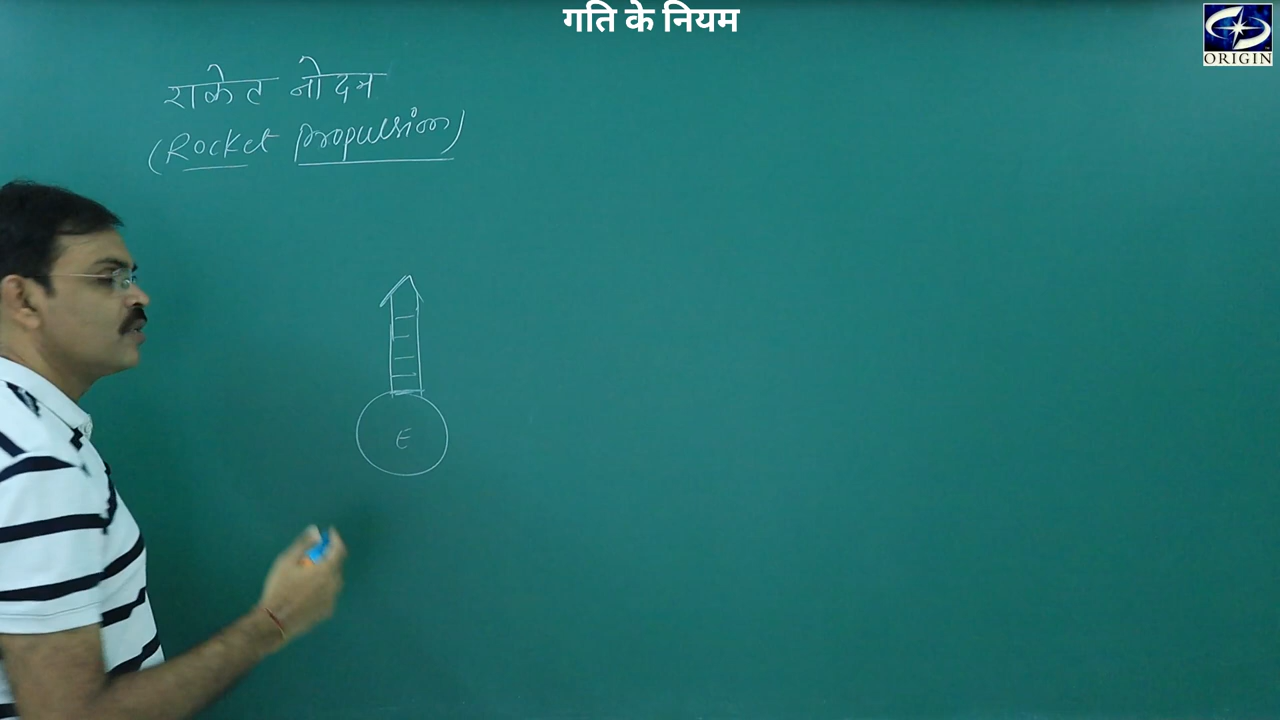 गति के नियम
ORIGIN
राकेट नोदन
(Rocket propulsion)
E